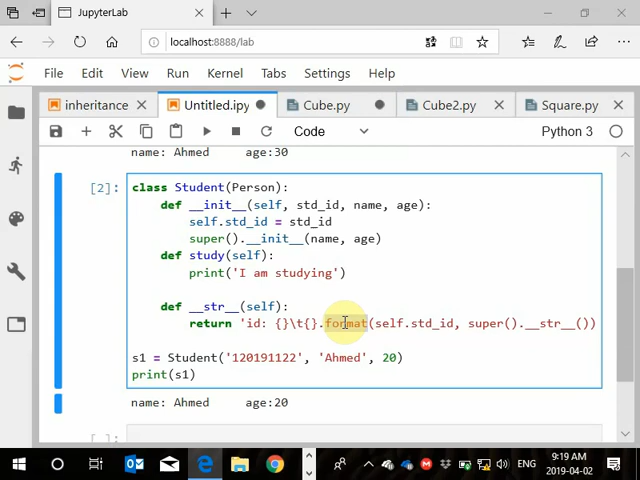 JupyterLab
localhost:8888/lab
File Edit View Run Kernel Tabs Settings Help
inheritance Untitled.ipy Cube.py Cube2.py Square.py
Code Python 3
name: Ahmed age:30
[2]: class Student(Person):
def __init__(self, std_id, name, age):
self.std_id = std_id
super().__init__(name, age)
def study(self):
print('I am studying')
def __str__(self):
return 'id: {}\t{}.format(self.std_id, super().__str__())
s1 = Student('120191122', 'Ahmed', 20)
print(s1)
name: Ahmed age:20
[ ]:
ENG
9:19 AM
2019-04-02